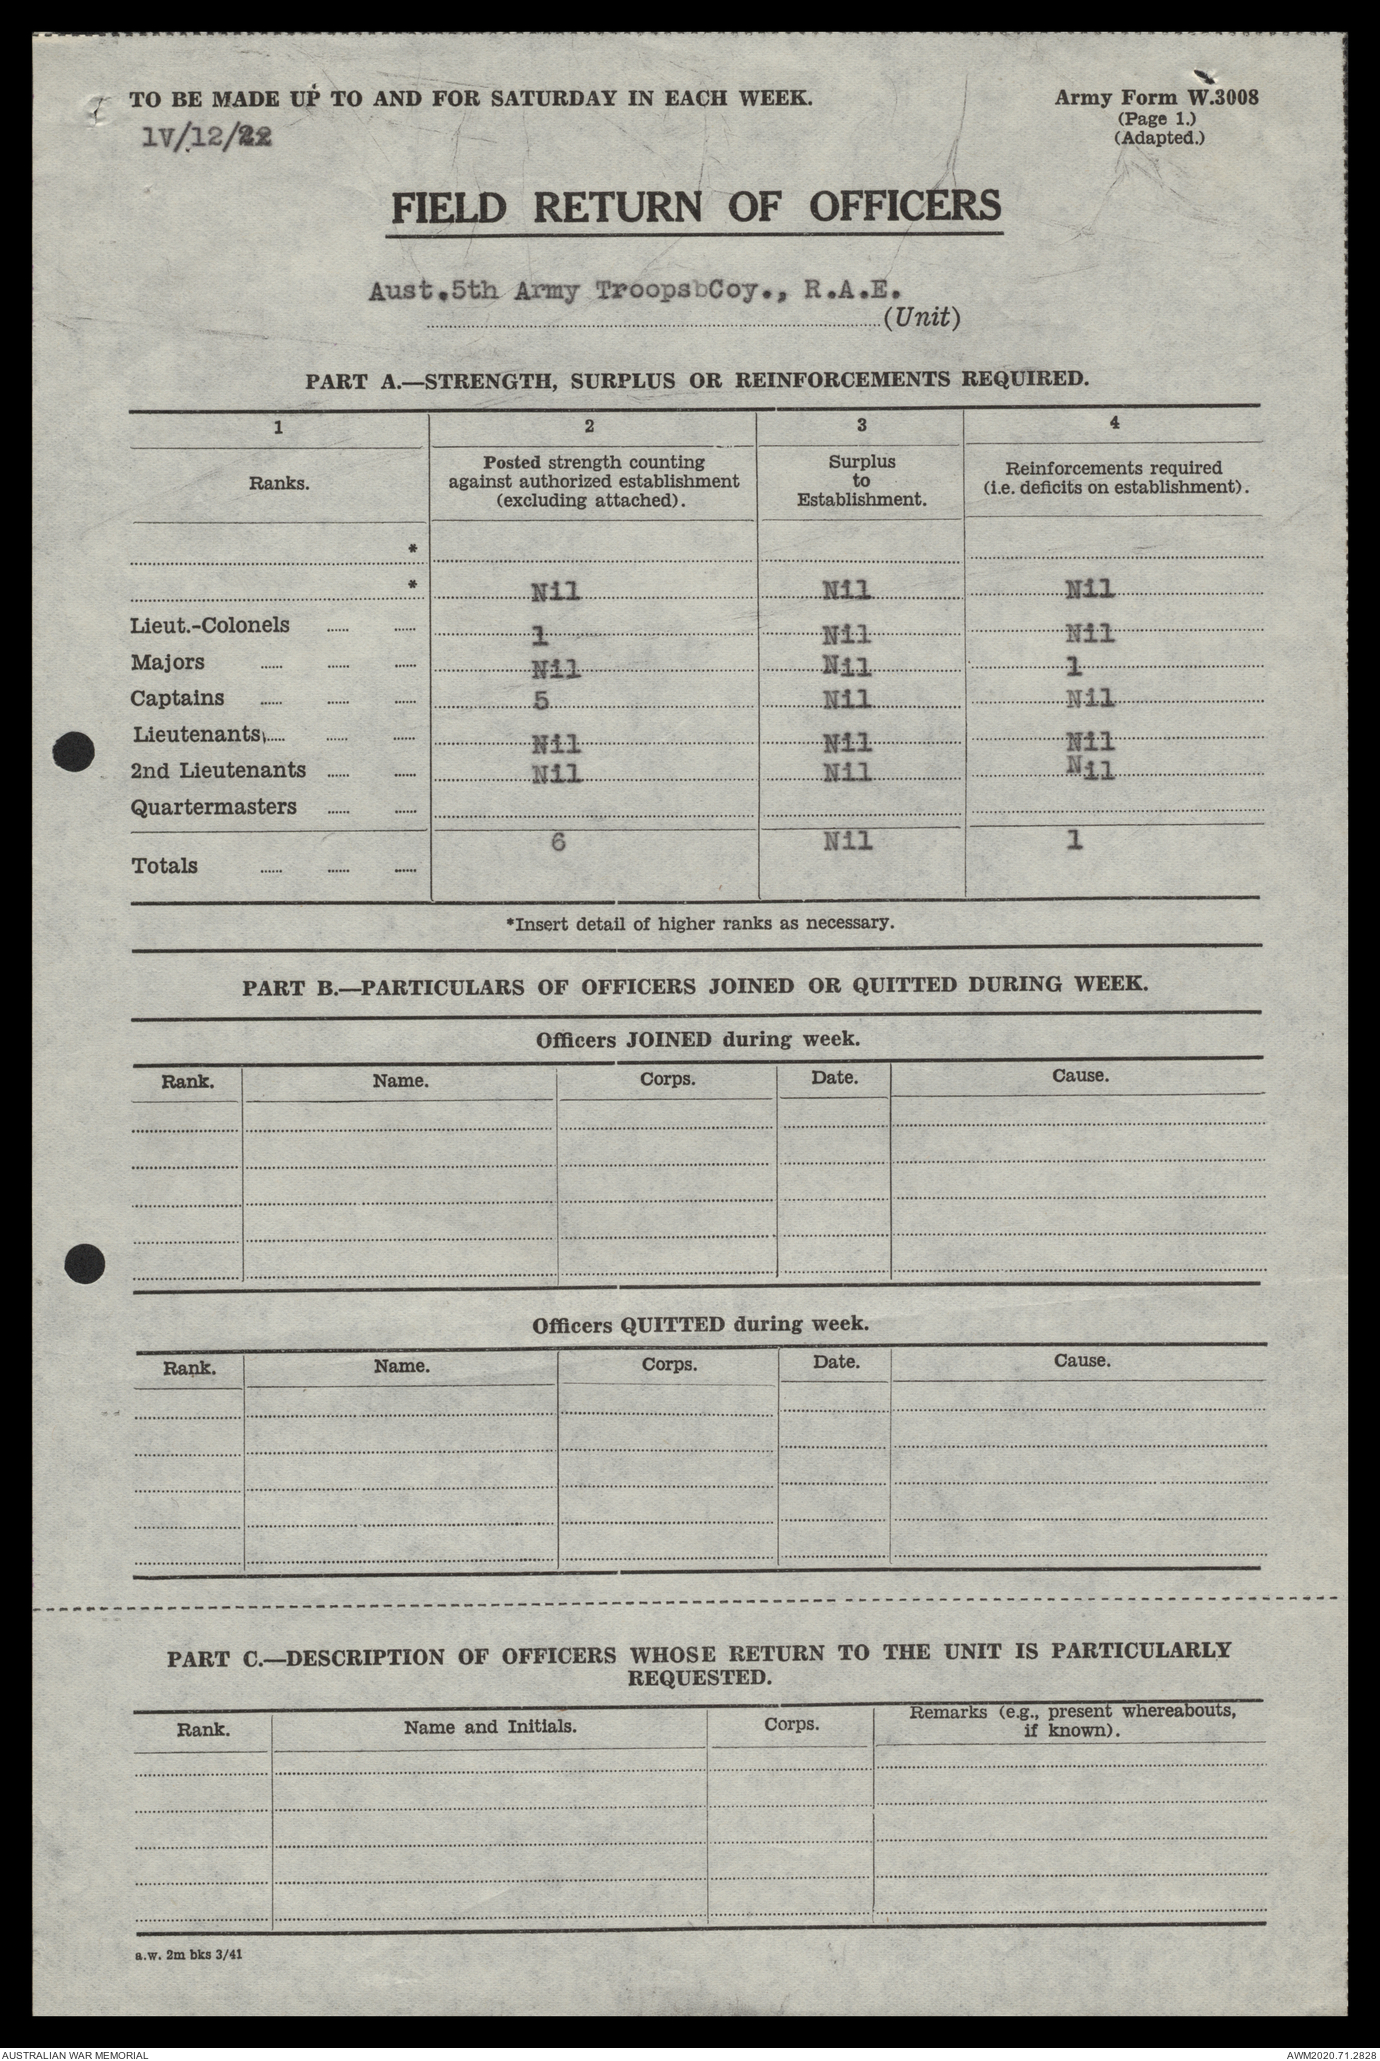 TO BE MADE UP TO AND FOR SATURDAY IN EACH WEEK.
Army Form W.3008
(Page 1.)
(Adapted.)
1V/12/22
FIELD RETURN OF OFFICERS
Aust.5th Army TroopsbCoy., R.A.E.
(Unit)
PART A.—STRENGTH, SURPLUS OR REINFORCEMENTS REQUIRED.
1 2 3 4
Ranks.
Posted strength counting
against authorized establishment
(excluding attached).
Surplus
to
Establishment.
Reinforcements required
(i.e. deficits on establishment).
*
* Nil Nil Nil
Lieut.-Colonels 1 Nil Nil
Majors Nil Nil 1
Captains 5 Nil Nil
Lieutenants Nil Nil Nil
2nd Lieutenants Nil Nil Nil
Quartermasters
Totals 6 Nil 1
*Insert detail of higher ranks as necessary.
PART B.—PARTICULARS OF OFFICERS JOINED OR QUITTED DURING WEEK.
Officers JOINED during week.
Rank. Name. Corps. Date. Cause.
Officers QUITTED during week.
Rank. Name. Corps. Date. Cause.
PART C.—DESCRIPTION OF OFFICERS WHOSE RETURN TO THE UNIT IS PARTICULARLY
REQUESTED.
Rank. Name and Initials. Corps.
Remarks (e.g., present whereabouts,
if known).
a.w. 2m bks 3/41
AUSTRALIAN WAR MEMORIAL
AWM2020.71.2828